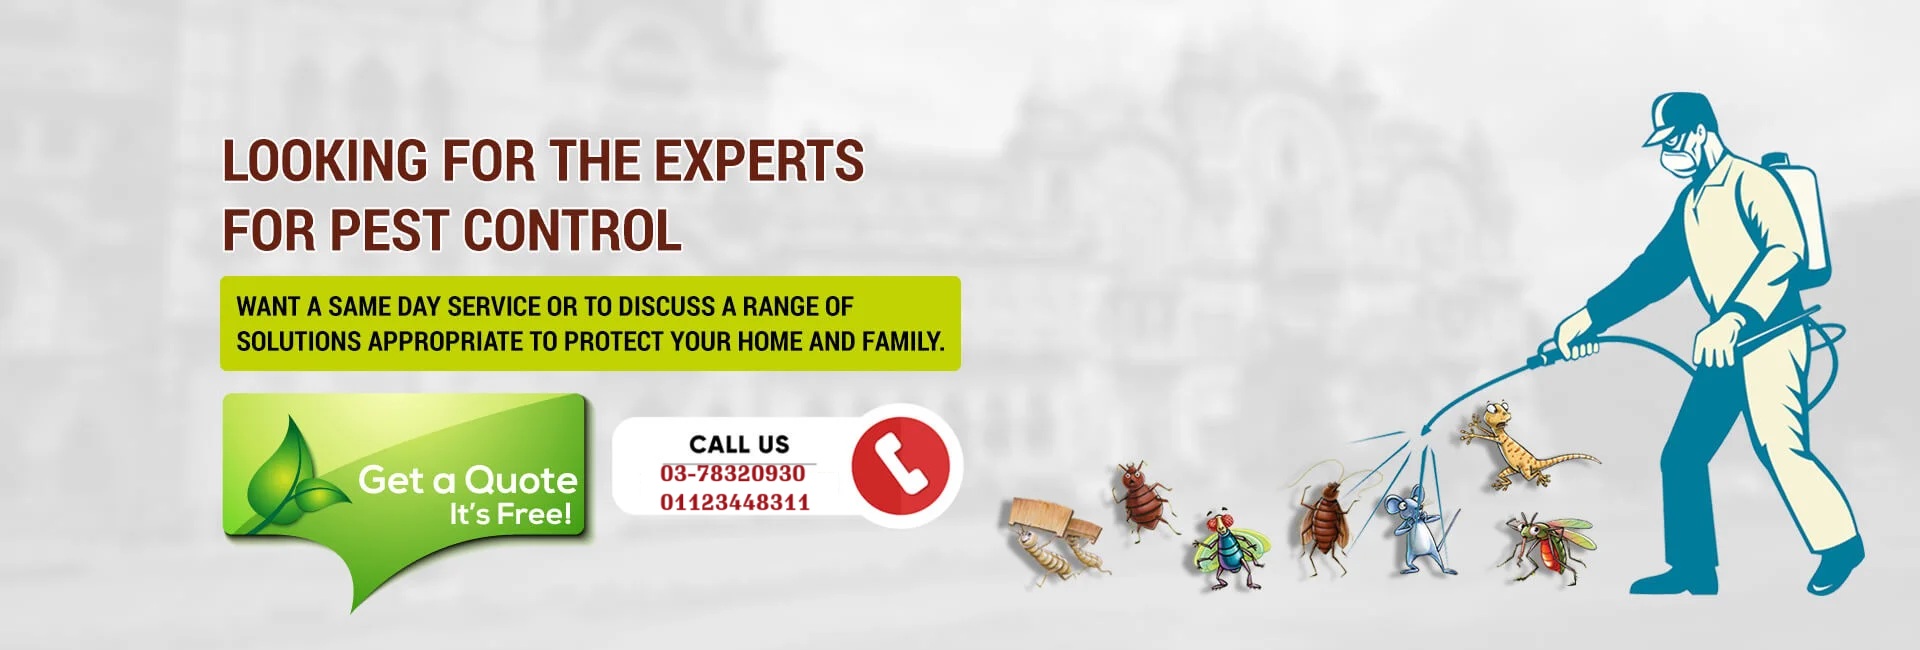 LOOKING FOR THE EXPERTS
FOR PEST CONTROL
WANT A SAME DAY SERVICE OR TO DISCUSS A RANGE OF
SOLUTIONS APPROPRIATE TO PROTECT YOUR HOME AND FAMILY.
Get a Quote
It's Free!
CALL US
03-78320930
01123448311